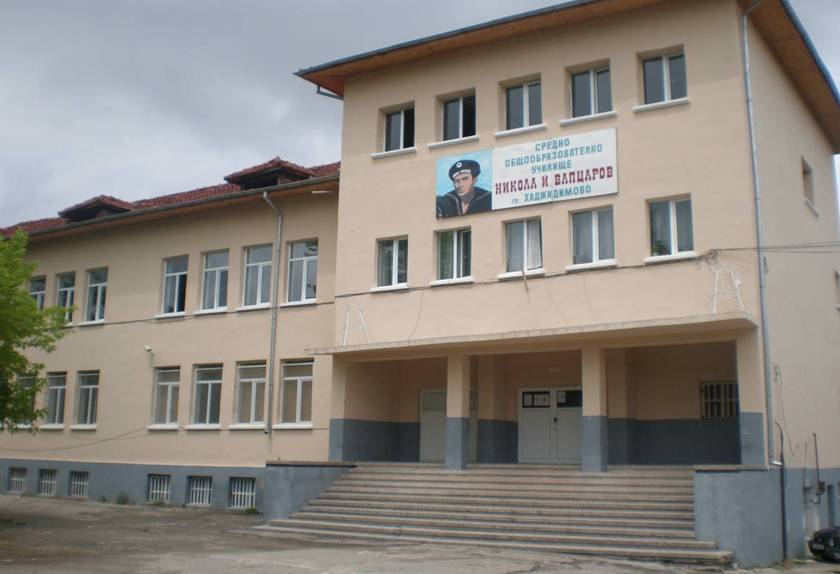 СРЕДНО
ОБЩООБРАЗОВАТЕЛНО
УЧИЛИЩЕ
НИКОЛА Й. ВАПЦАРОВ
ГР. ХАДЖИДИМОВО